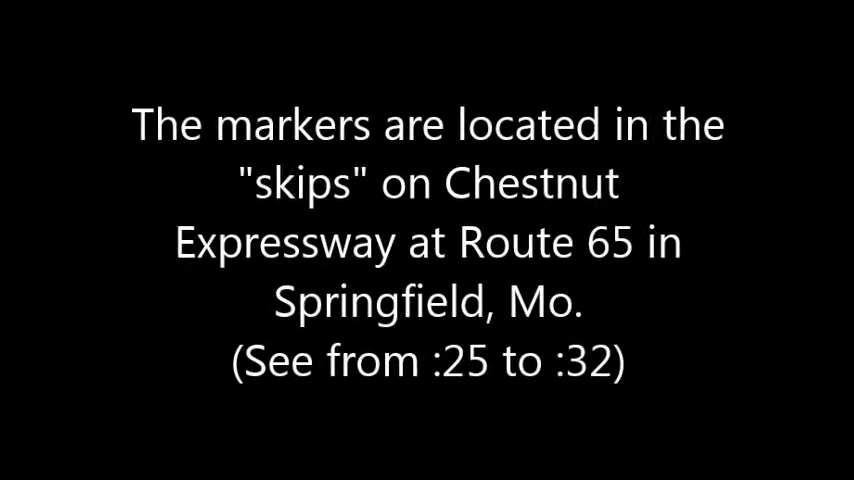 The markers are located in the
"skips" on Chestnut
Expressway at Route 65 in
Springfield, Mo.
(See from :25 to :32)